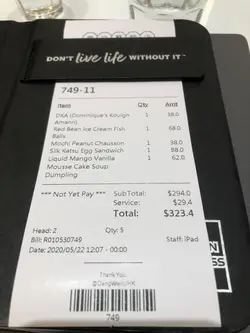 DON'T live life WITHOUT IT™
749-11
Item Qty Amt
DKA (Dominique's Kouign Amann) 1 38.0
Red Bean Ice Cream Fish Balls 1 68.0
Mochi Peanut Chausson 1 38.0
Silk Katsu Egg Sandwich 1 88.0
Liquid Mango Vanilla Mousse Cake Soup Dumpling 1 62.0
*** Not Yet Pay *** SubTotal: $294.0
Service: $29.4
Total: $323.4
Head: 2 Qty: 5
Bill: R010530749 Staff: iPad
Date: 2020/05/22 12:07 - 00:00
Thank You
@DangWenLiHK
749